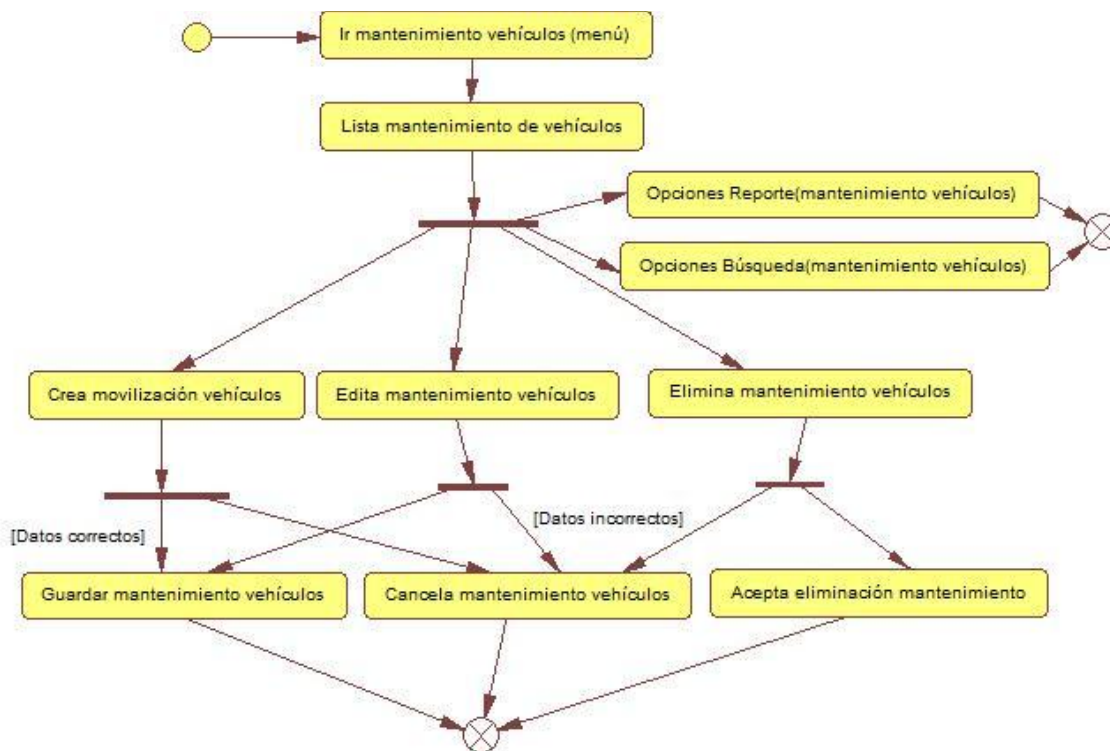 Ir mantenimiento vehículos (menú)
Lista mantenimiento de vehículos
Opciones Reporte(mantenimiento vehículos)
Opciones Búsqueda(mantenimiento vehículos)
Crea movilización vehículos
Edita mantenimiento vehículos
Elimina mantenimiento vehículos
[Datos correctos]
[Datos incorrectos]
Guardar mantenimiento vehículos
Cancela mantenimiento vehículos
Acepta eliminación mantenimiento